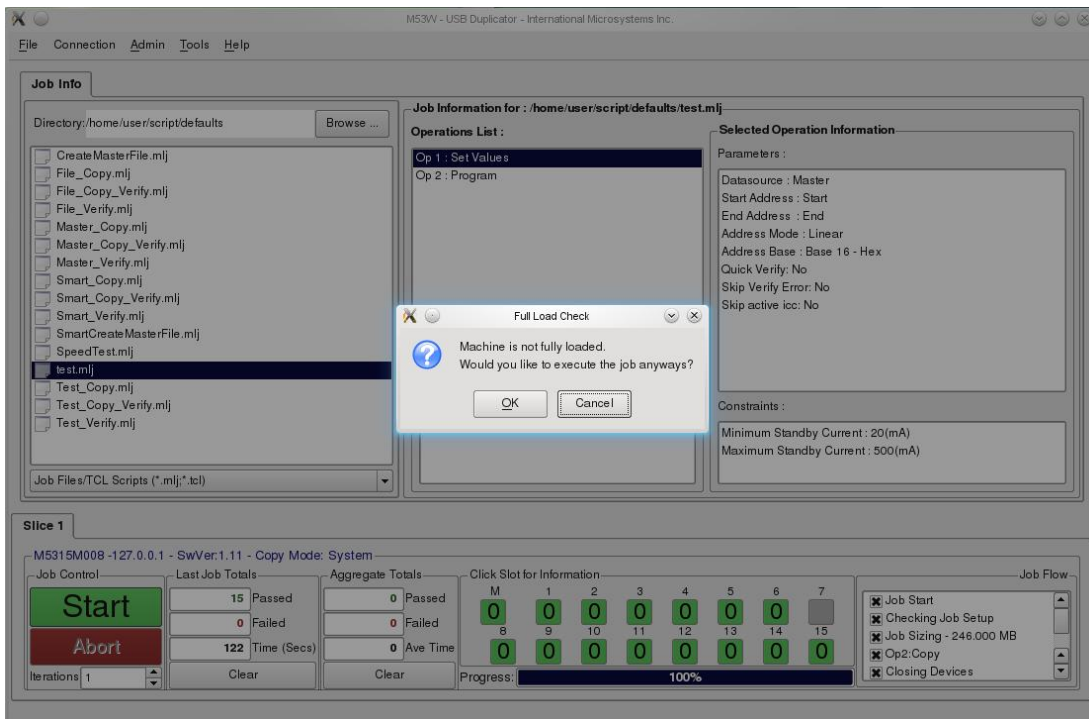 M53W - USB Duplicator - International Microsystems Inc.
File Connection Admin Tools Help
Job Info
Directory:/home/user/script/defaults Browse ...
CreateMasterFile.mlj
File_Copy.mlj
File_Copy_Verify.mlj
File_Verify.mlj
Master_Copy.mlj
Master_Copy_Verify.mlj
Master_Verify.mlj
Smart_Copy.mlj
Smart_Copy_Verify.mlj
Smart_Verify.mlj
SmartCreateMasterFile.mlj
SpeedTest.mlj
test.mlj
Test_Copy.mlj
Test_Copy_Verify.mlj
Test_Verify.mlj
Job Files/TCL Scripts (*.mlj;*.tcl)
Job Information for : /home/user/script/defaults/test.mlj
Operations List :
Op 1 : Set Values
Op 2 : Program
Selected Operation Information
Parameters :
Datasource : Master
Start Address : Start
End Address : End
Address Mode : Linear
Address Base : Base 16 - Hex
Quick Verify: No
Skip Verify Error: No
Skip active icc: No
Constraints :
Minimum Standby Current : 20(mA)
Maximum Standby Current : 500(mA)
Full Load Check
Machine is not fully loaded.
Would you like to execute the job anyways?
OK Cancel
Slice 1
M5315M008 -127.0.0.1 - SwVer:1.11 - Copy Mode: System
Job Control
Start
Abort
Iterations 1
Last Job Totals
15 Passed
0 Failed
122 Time (Secs)
Clear
Aggregate Totals
0 Passed
0 Failed
0 Ave Time
Clear
Click Slot for Information
M 1 2 3 4 5 6 7
0 0 0 0 0 0 0
8 9 10 11 12 13 14 15
0 0 0 0 0 0 0 0
Progress: 100%
Job Flow
Job Start
Checking Job Setup
Job Sizing - 246.000 MB
Op2:Copy
Closing Devices